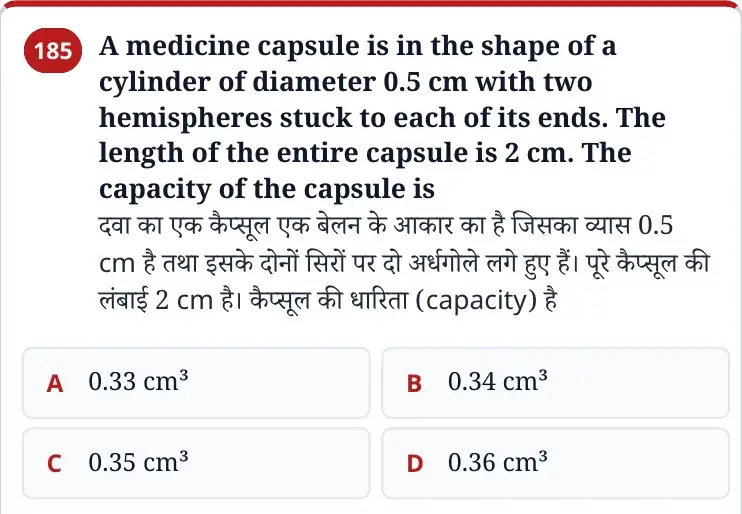 185 A medicine capsule is in the shape of a
cylinder of diameter 0.5 cm with two
hemispheres stuck to each of its ends. The
length of the entire capsule is 2 cm. The
capacity of the capsule is
दवा का एक कैप्सूल एक बेलन के आकार का है जिसका व्यास 0.5
cm है तथा इसके दोनों सिरों पर दो अर्धगोले लगे हुए हैं। पूरे कैप्सूल की
लंबाई 2 cm है। कैप्सूल की धारिता (capacity) है
A 0.33 cm³
B 0.34 cm³
C 0.35 cm³
D 0.36 cm³